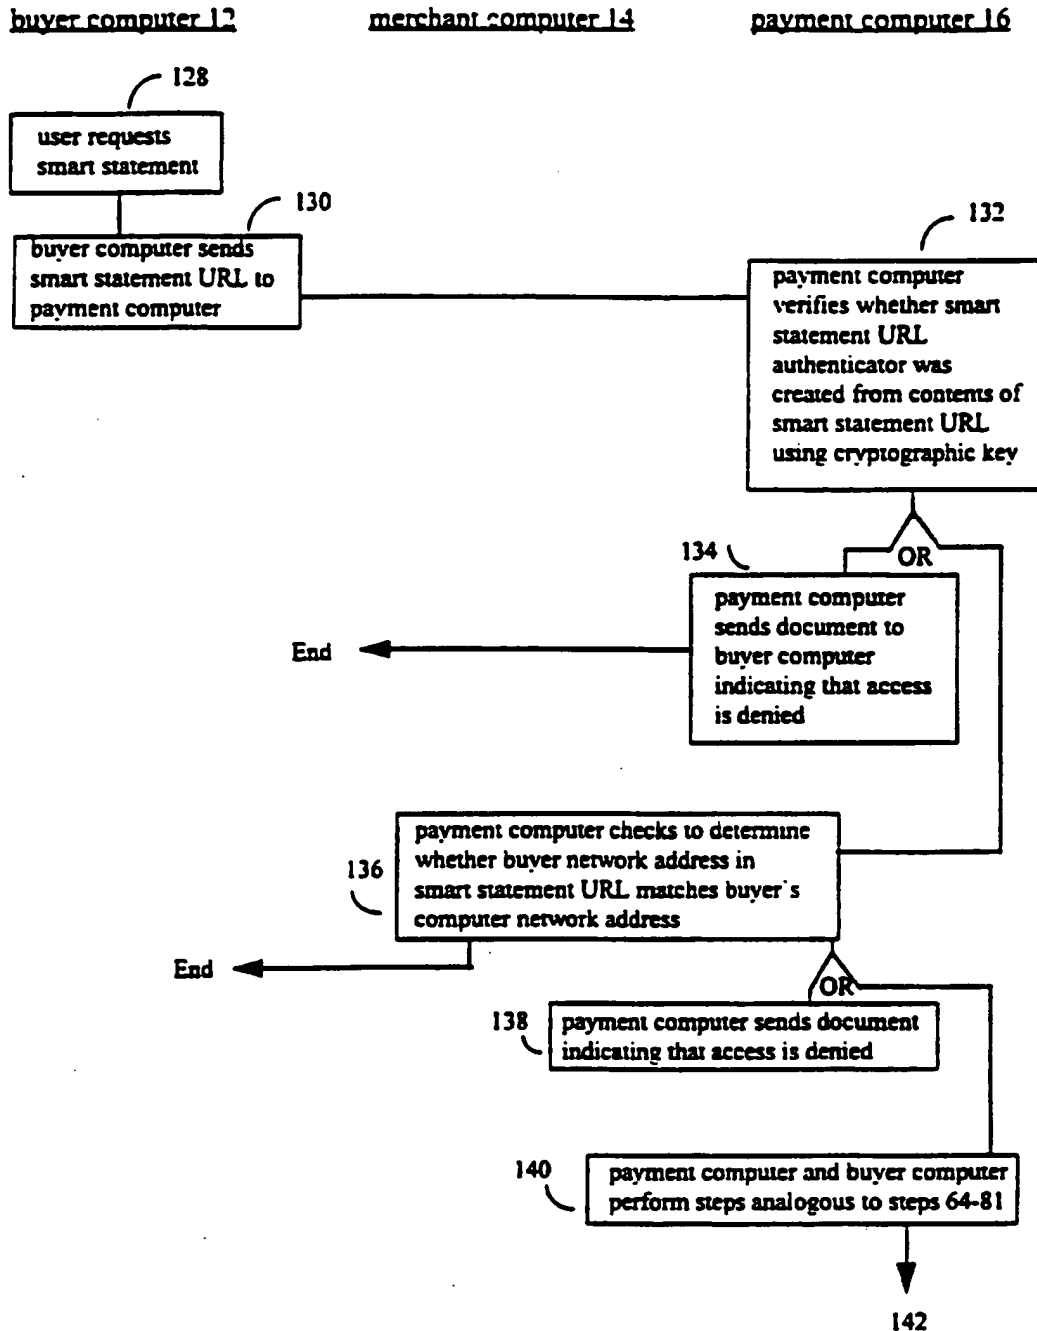 buyer computer 12
merchant computer 14
payment computer 16
128
user requests
smart statement
130
buyer computer sends
smart statement URL to
payment computer
132
payment computer
verifies whether smart
statement URL
authenticator was
created from contents of
smart statement URL
using cryptographic key
OR
134
payment computer
sends document to
buyer computer
indicating that access
is denied
End
136
payment computer checks to determine
whether buyer network address in
smart statement URL matches buyer's
computer network address
End
OR
138
payment computer sends document
indicating that access is denied
140
payment computer and buyer computer
perform steps analogous to steps 64-81
142